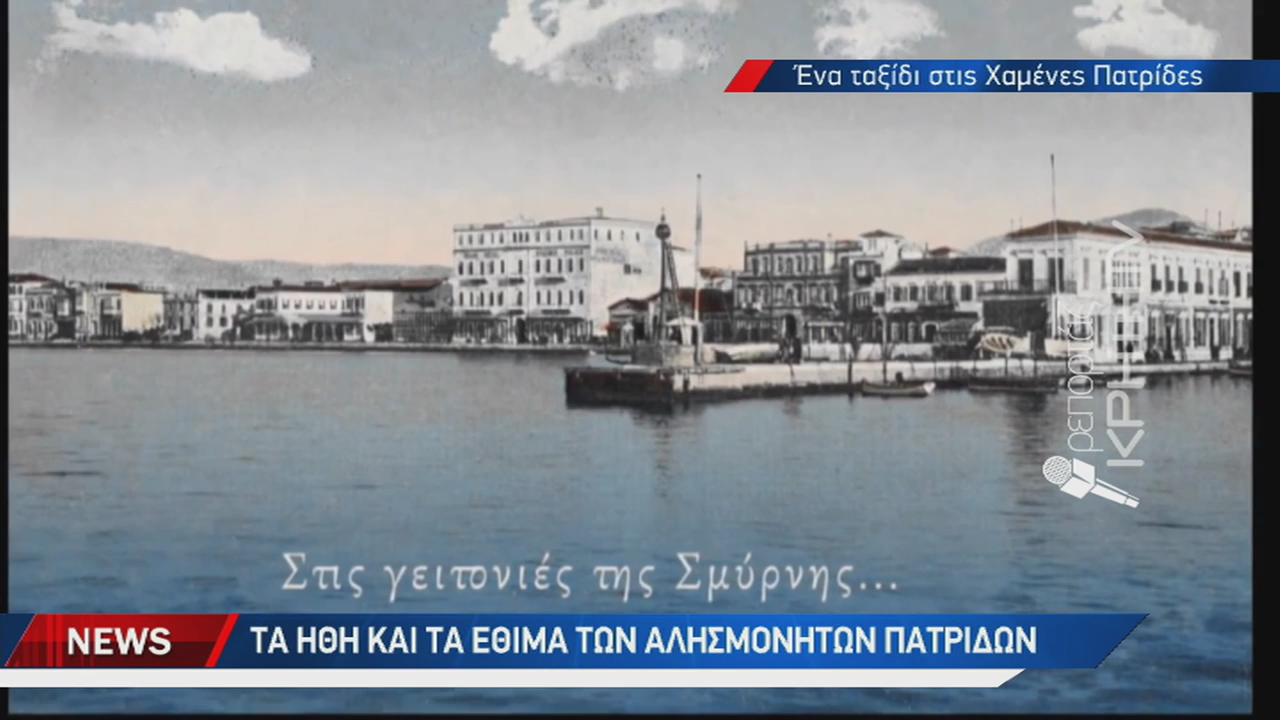 Ένα ταξίδι στις Χαμένες Πατρίδες
ρεπορτάζ
ΚΡΗΤΗ TV
Στις γειτονιές της Σμύρνης...
NEWS
ΤΑ ΗΘΗ ΚΑΙ ΤΑ ΕΘΙΜΑ ΤΩΝ ΑΛΗΣΜΟΝΗΤΩΝ ΠΑΤΡΙΔΩΝ